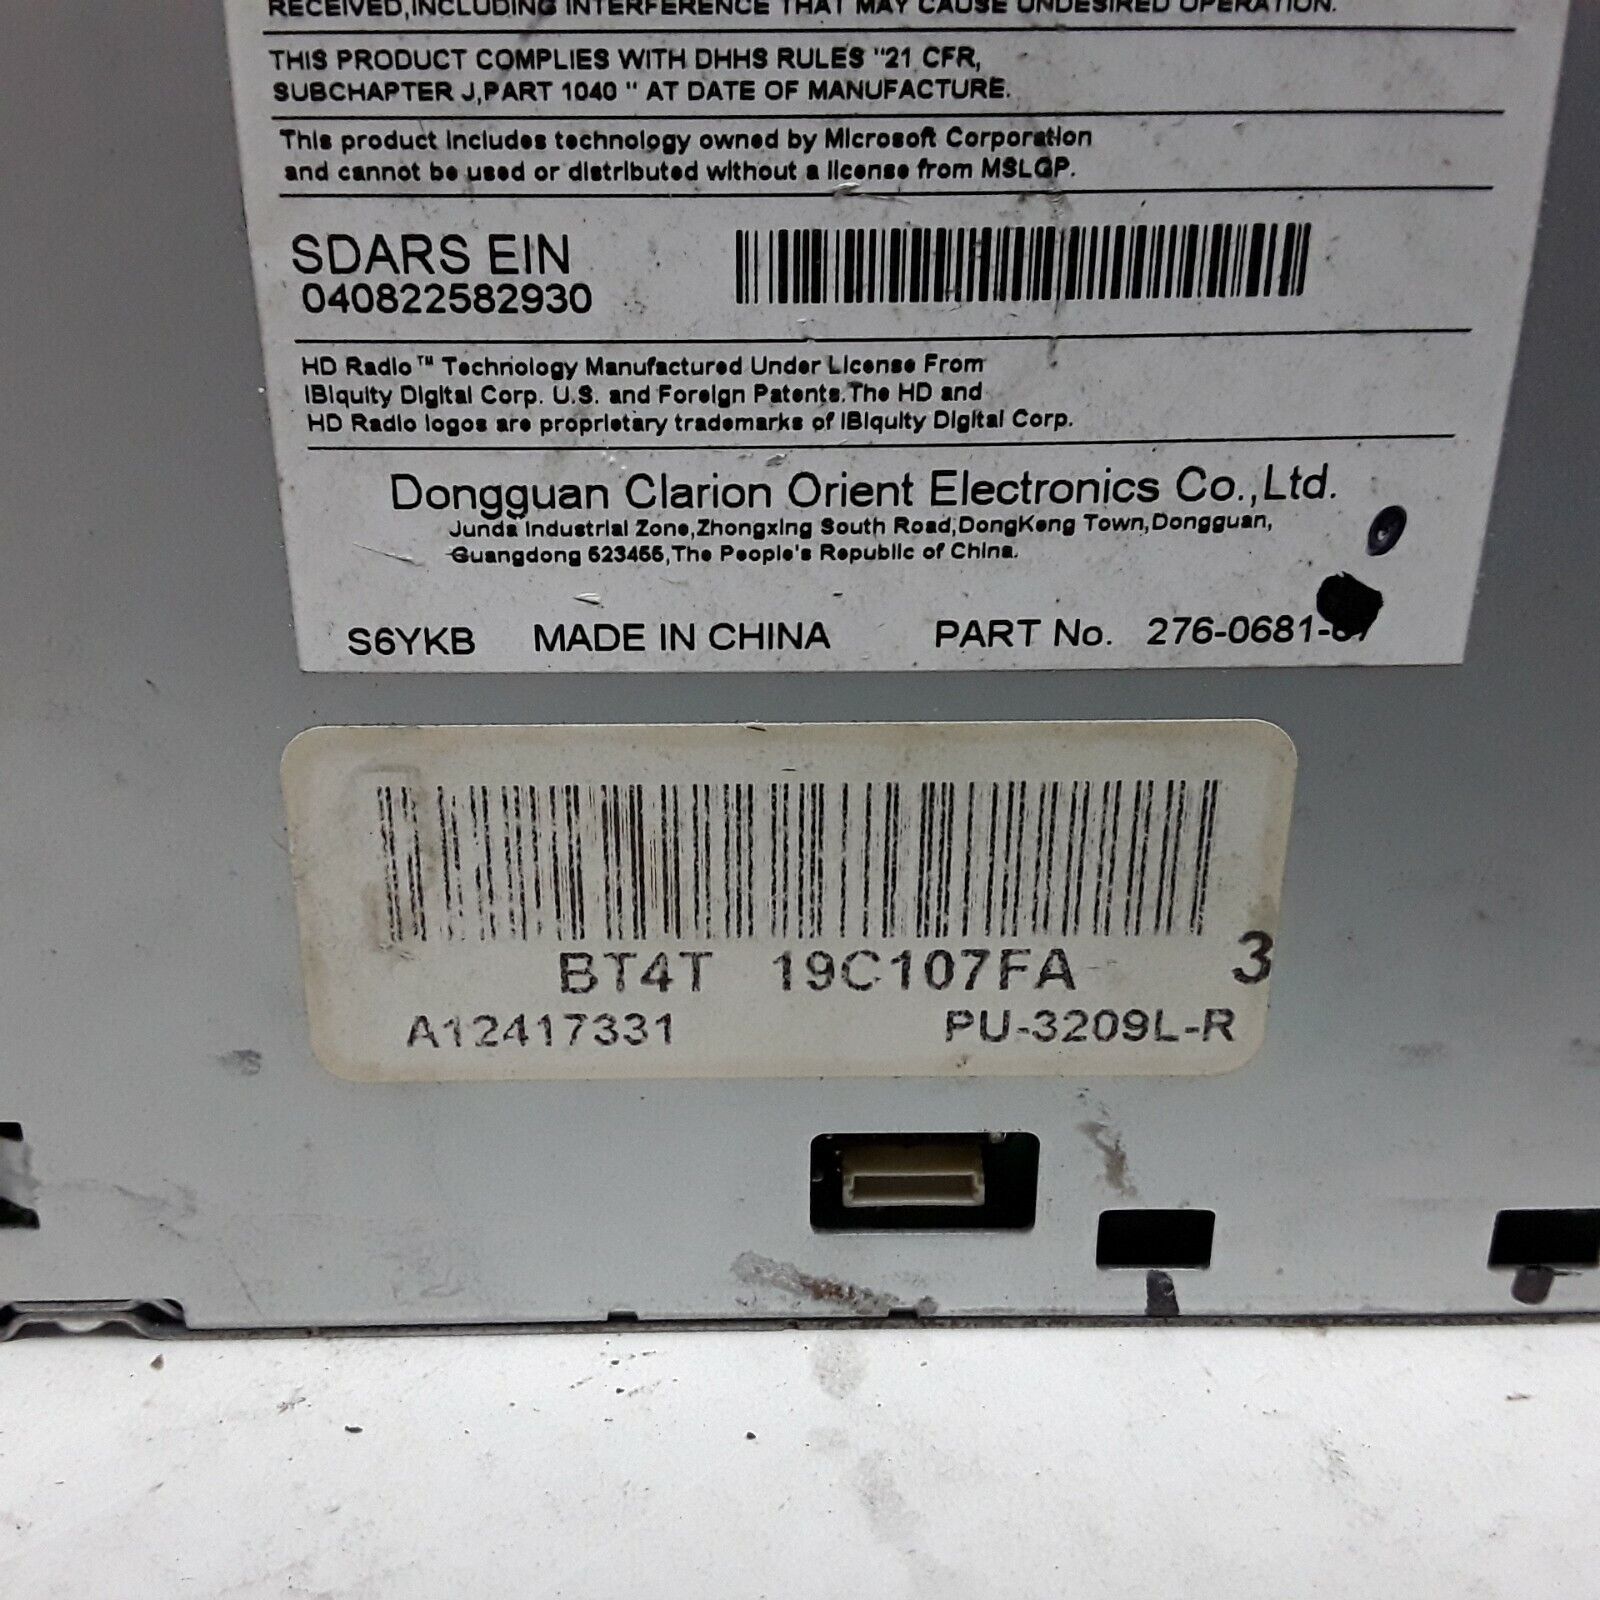 RECEIVED,INCLUDING INTERFERENCE THAT MAY CAUSE UNDESIRED OPERATION.
THIS PRODUCT COMPLIES WITH DHHS RULES "21 CFR,
SUBCHAPTER J,PART 1040 " AT DATE OF MANUFACTURE.
This product includes technology owned by Microsoft Corporation
and cannot be used or distributed without a license from MSLGP.
SDARS EIN
040822582930
HD Radio™ Technology Manufactured Under License From
iBiquity Digital Corp. U.S. and Foreign Patents.The HD and
HD Radio logos are proprietary trademarks of iBiquity Digital Corp.
Dongguan Clarion Orient Electronics Co.,Ltd.
Junda Industrial Zone,Zhongxing South Road,DongKeng Town,Dongguan,
Guangdong 523455,The People's Republic of China.
S6YKB MADE IN CHINA PART No. 276-0681-
BT4T 19C107FA 3
A12417331 PU-3209L-R